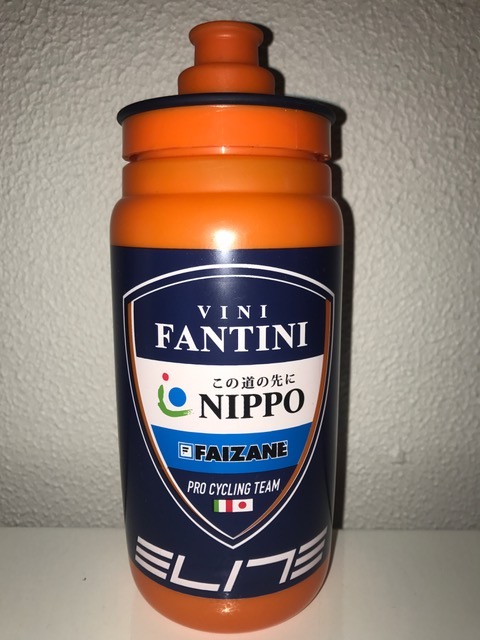 VINI
FANTINI
この道の先に
NIPPO
FAIZANE
PRO CYCLING TEAM
ELITE